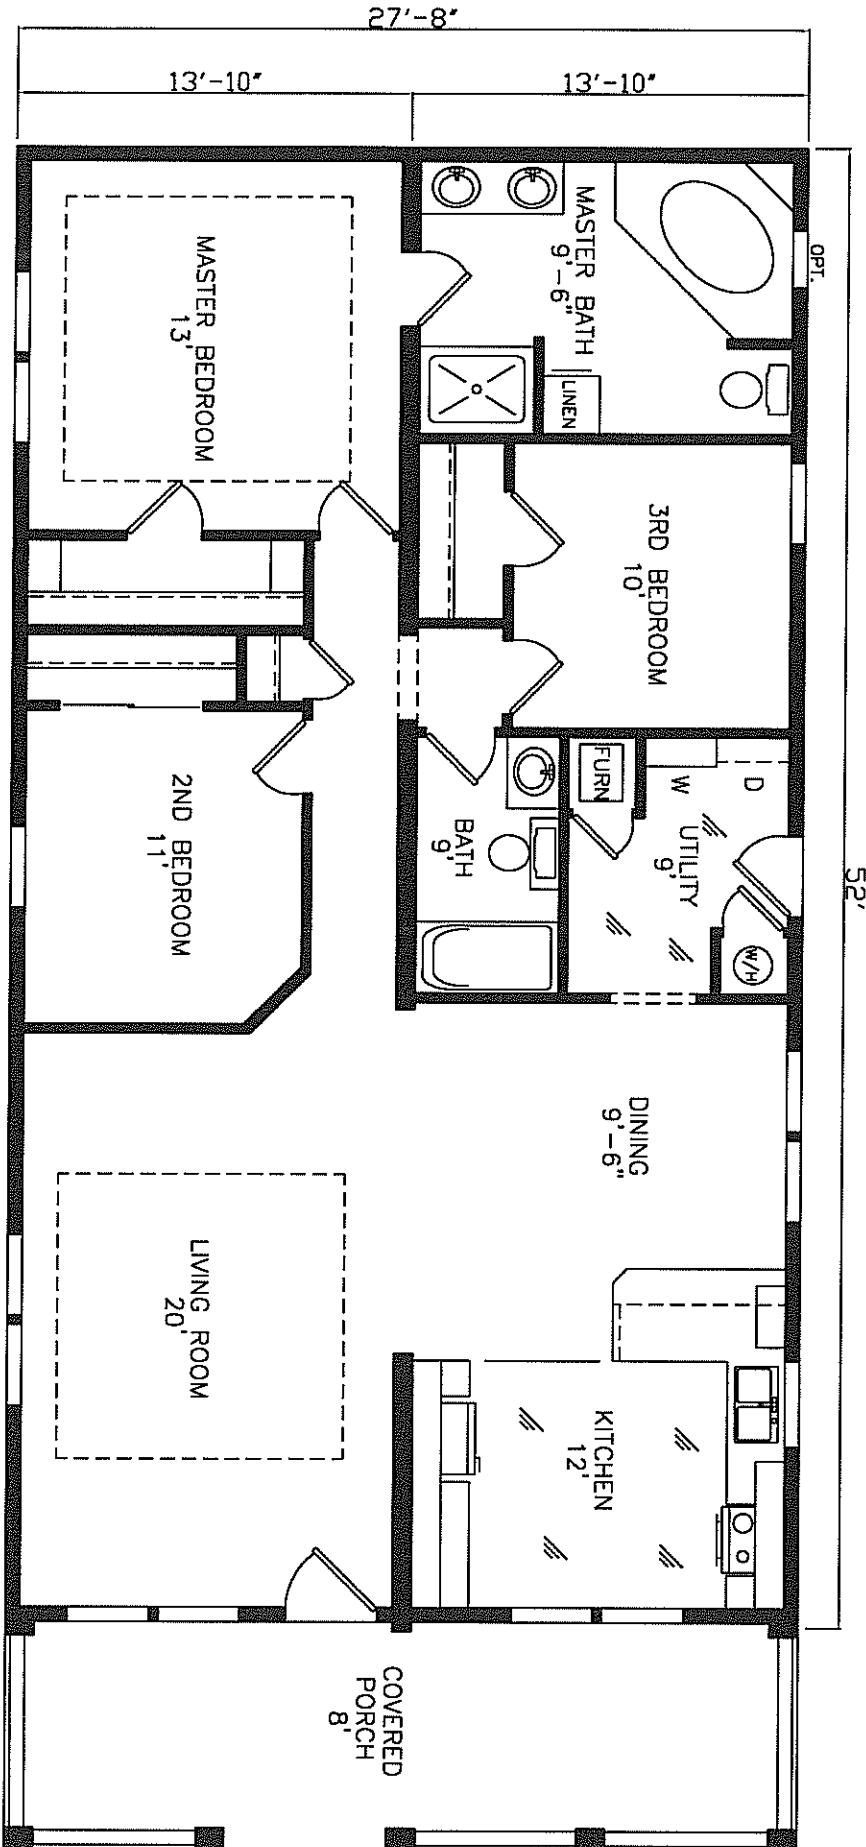 27'-8"
13'-10"
13'-10"
OPT.
MASTER BATH
9'-6"
MASTER BEDROOM
13'
LINEN
3RD BEDROOM
10'
52'
FURN
W
D
UTILITY
9'
BATH
9'
2ND BEDROOM
11'
W/H
DINING
9'-6"
LIVING ROOM
20'
KITCHEN
12'
COVERED
PORCH
8'